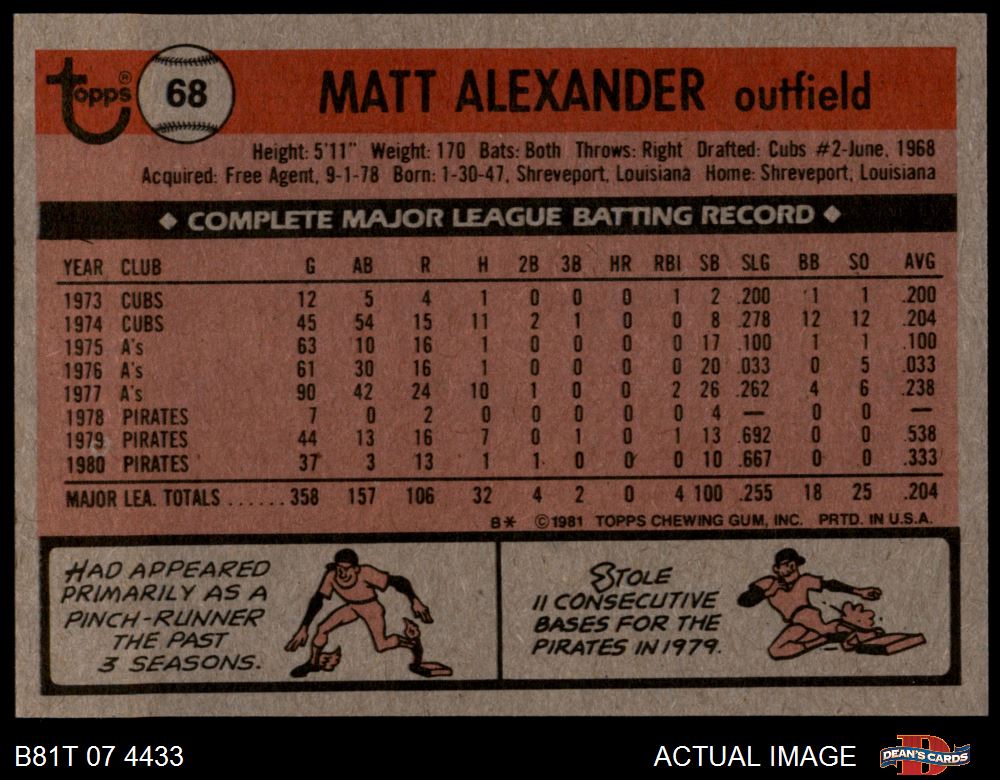 Topps ® 68 MATT ALEXANDER outfield
Height: 5'11" Weight: 170 Bats: Both Throws: Right Drafted: Cubs #2-June, 1968
Acquired: Free Agent, 9-1-78 Born: 1-30-47, Shreveport, Louisiana Home: Shreveport, Louisiana
◆ COMPLETE MAJOR LEAGUE BATTING RECORD ◆
YEAR CLUB G AB R H 2B 3B HR RBI SB SLG BB SO AVG
1973 CUBS 12 5 4 1 0 0 0 1 2 .200 1 1 .200
1974 CUBS 45 54 15 11 2 1 0 0 8 .278 12 12 .204
1975 A's 63 10 16 1 0 0 0 0 17 .100 1 1 .100
1976 A's 61 30 16 1 0 0 0 0 20 .033 0 5 .033
1977 A's 90 42 24 10 1 0 0 2 26 .262 4 6 .238
1978 PIRATES 7 0 2 0 0 0 0 0 4 — 0 0 —
1979 PIRATES 44 13 16 7 0 1 0 1 13 .692 0 0 .538
1980 PIRATES 37 3 13 1 1 0 0 0 10 .667 0 0 .333
MAJOR LEA. TOTALS ...... 358 157 106 32 4 2 0 4 100 .255 18 25 .204
B* ©1981 TOPPS CHEWING GUM, INC. PRTD. IN U.S.A.
HAD APPEARED
PRIMARILY AS A
PINCH-RUNNER
THE PAST
3 SEASONS.
STOLE
11 CONSECUTIVE
BASES FOR THE
PIRATES IN 1979.
B81T 07 4433 ACTUAL IMAGE DEAN'S CARDS